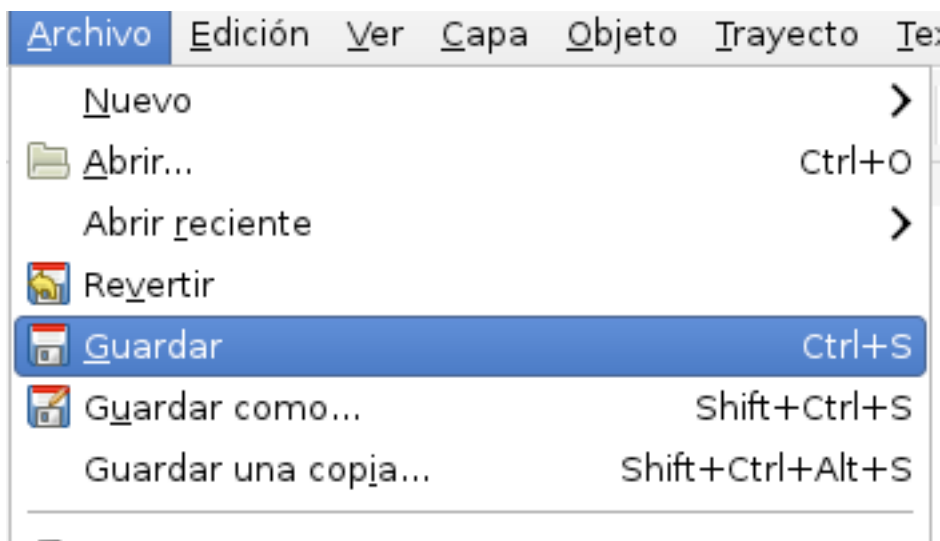 Archivo Edición Ver Capa Objeto Trayecto
Nuevo
Abrir... Ctrl+O
Abrir reciente
Revertir
Guardar Ctrl+S
Guardar como... Shift+Ctrl+S
Guardar una copia... Shift+Ctrl+Alt+S